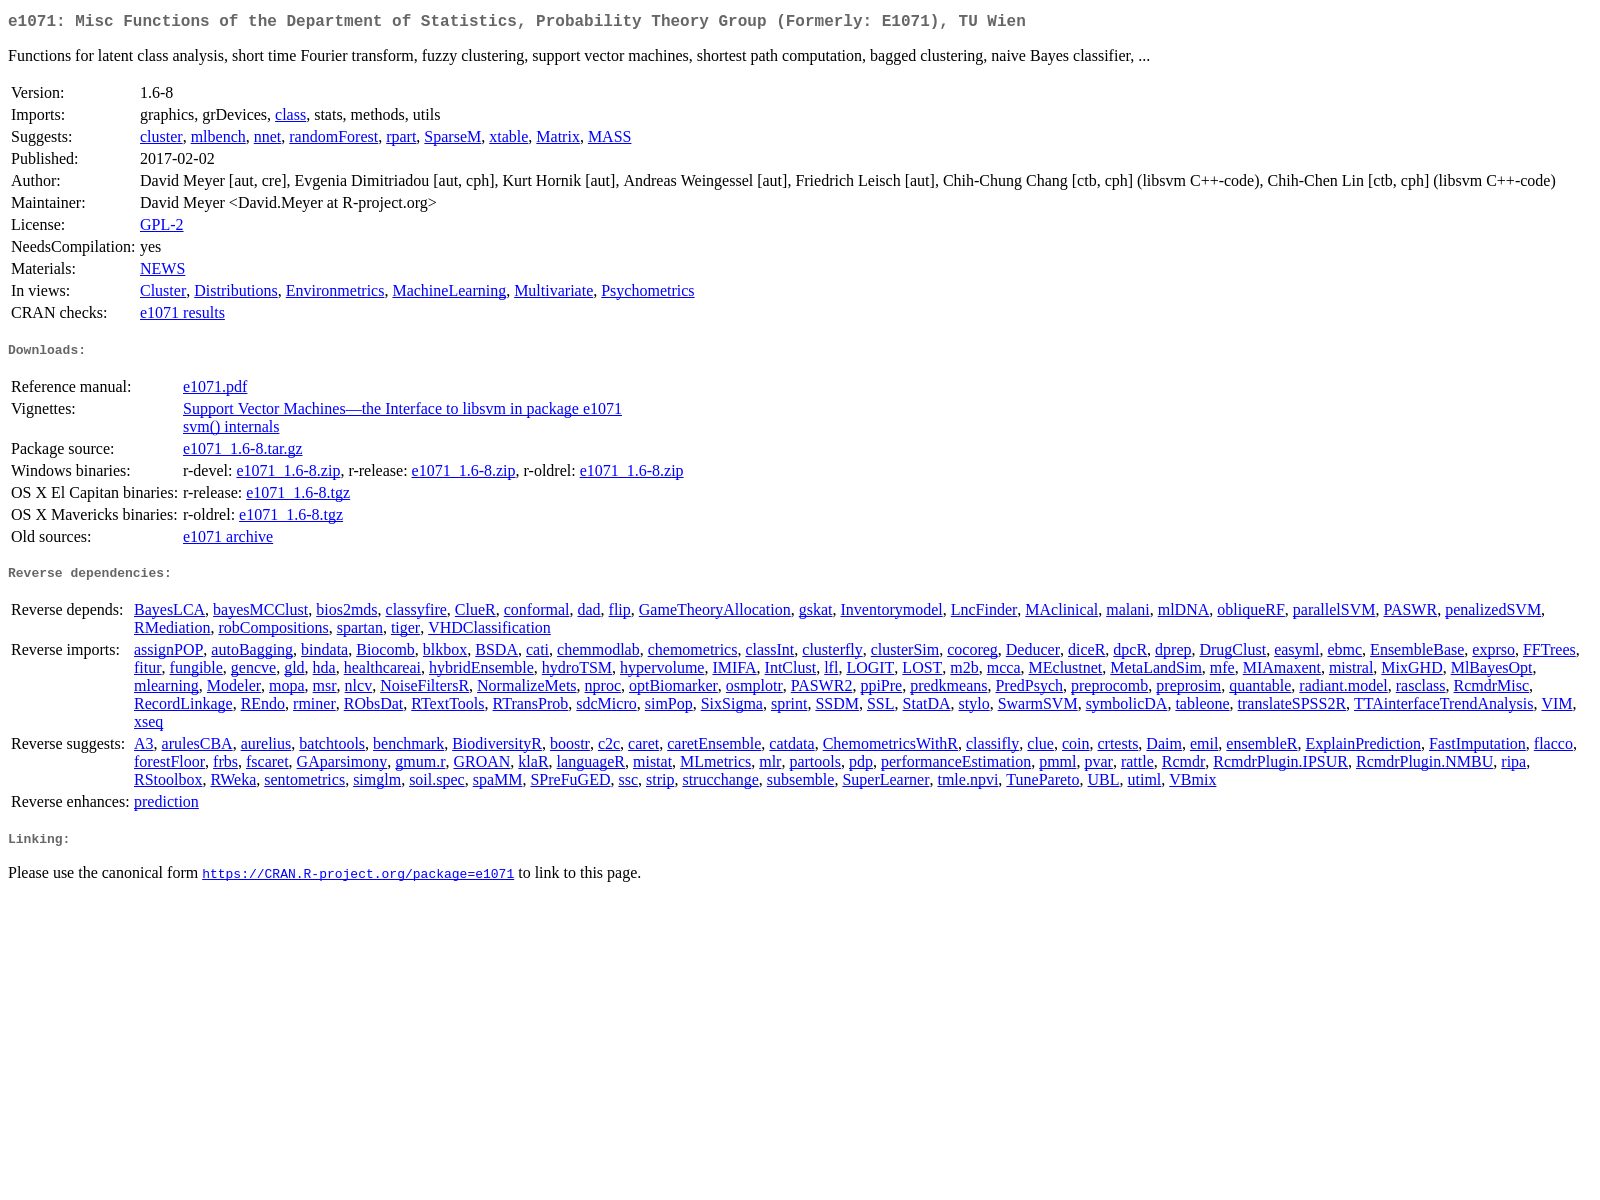 e1071: Misc Functions of the Department of Statistics, Probability Theory Group (Formerly: E1071), TU Wien
Functions for latent class analysis, short time Fourier transform, fuzzy clustering, support vector machines, shortest path computation, bagged clustering, naive Bayes classifier, ...
Version: 1.6-8
Imports: graphics, grDevices, class, stats, methods, utils
Suggests: cluster, mlbench, nnet, randomForest, rpart, SparseM, xtable, Matrix, MASS
Published: 2017-02-02
Author: David Meyer [aut, cre], Evgenia Dimitriadou [aut, cph], Kurt Hornik [aut], Andreas Weingessel [aut], Friedrich Leisch [aut], Chih-Chung Chang [ctb, cph] (libsvm C++-code), Chih-Chen Lin [ctb, cph] (libsvm C++-code)
Maintainer: David Meyer <David.Meyer at R-project.org>
License: GPL-2
NeedsCompilation: yes
Materials: NEWS
In views: Cluster, Distributions, Environmetrics, MachineLearning, Multivariate, Psychometrics
CRAN checks: e1071 results
Downloads:
Reference manual: e1071.pdf
Vignettes: Support Vector Machines—the Interface to libsvm in package e1071
svm() internals
Package source: e1071_1.6-8.tar.gz
Windows binaries: r-devel: e1071_1.6-8.zip, r-release: e1071_1.6-8.zip, r-oldrel: e1071_1.6-8.zip
OS X El Capitan binaries: r-release: e1071_1.6-8.tgz
OS X Mavericks binaries: r-oldrel: e1071_1.6-8.tgz
Old sources: e1071 archive
Reverse dependencies:
Reverse depends: BayesLCA, bayesMCClust, bios2mds, classyfire, ClueR, conformal, dad, flip, GameTheoryAllocation, gskat, Inventorymodel, LncFinder, MAclinical, malani, mlDNA, obliqueRF, parallelSVM, PASWR, penalizedSVM,
RMediation, robCompositions, spartan, tiger, VHDClassification
Reverse imports: assignPOP, autoBagging, bindata, Biocomb, blkbox, BSDA, cati, chemmodlab, chemometrics, classInt, clusterfly, clusterSim, cocoreg, Deducer, diceR, dpcR, dprep, DrugClust, easyml, ebmc, EnsembleBase, exprso, FFTrees,
fitur, fungible, gencve, gld, hda, healthcareai, hybridEnsemble, hydroTSM, hypervolume, IMIFA, IntClust, lfl, LOGIT, LOST, m2b, mcca, MEclustnet, MetaLandSim, mfe, MIAmaxent, mistral, MixGHD, MlBayesOpt,
mlearning, Modeler, mopa, msr, nlcv, NoiseFiltersR, NormalizeMets, nproc, optBiomarker, osmplotr, PASWR2, ppiPre, predkmeans, PredPsych, preprocomb, preprosim, quantable, radiant.model, rasclass, RcmdrMisc,
RecordLinkage, REndo, rminer, RObsDat, RTextTools, RTransProb, sdcMicro, simPop, SixSigma, sprint, SSDM, SSL, StatDA, stylo, SwarmSVM, symbolicDA, tableone, translateSPSS2R, TTAinterfaceTrendAnalysis, VIM,
xseq
Reverse suggests: A3, arulesCBA, aurelius, batchtools, benchmark, BiodiversityR, boostr, c2c, caret, caretEnsemble, catdata, ChemometricsWithR, classifly, clue, coin, crtests, Daim, emil, ensembleR, ExplainPrediction, FastImputation, flacco,
forestFloor, frbs, fscaret, GAparsimony, gmum.r, GROAN, klaR, languageR, mistat, MLmetrics, mlr, partools, pdp, performanceEstimation, pmml, pvar, rattle, Rcmdr, RcmdrPlugin.IPSUR, RcmdrPlugin.NMBU, ripa,
RStoolbox, RWeka, sentometrics, simglm, soil.spec, spaMM, SPreFuGED, ssc, strip, strucchange, subsemble, SuperLearner, tmle.npvi, TunePareto, UBL, utiml, VBmix
Reverse enhances: prediction
Linking:
Please use the canonical form https://CRAN.R-project.org/package=e1071 to link to this page.